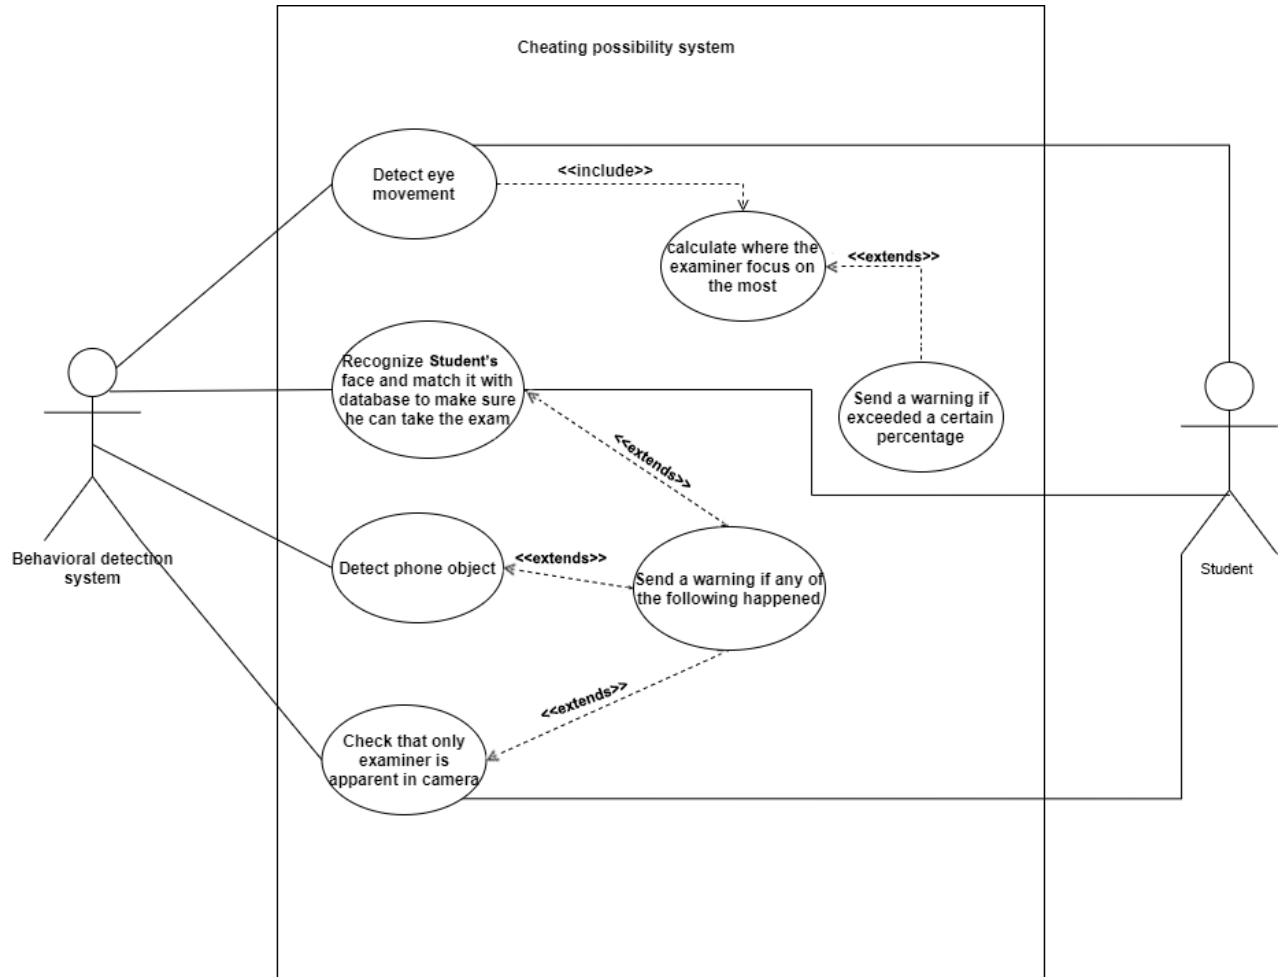 Cheating possibility system
Detect eye
movement
<<include>>
calculate where the
examiner focus on
the most
<<extends>>
Recognize Student's
face and match it with
database to make sure
he can take the exam
Send a warning if
exceeded a certain
percentage
<<extends>>
Behavioral detection
system
Detect phone object
<<extends>>
Send a warning if any of
the following happened
Student
<<extends>>
Check that only
examiner is
apparent in camera